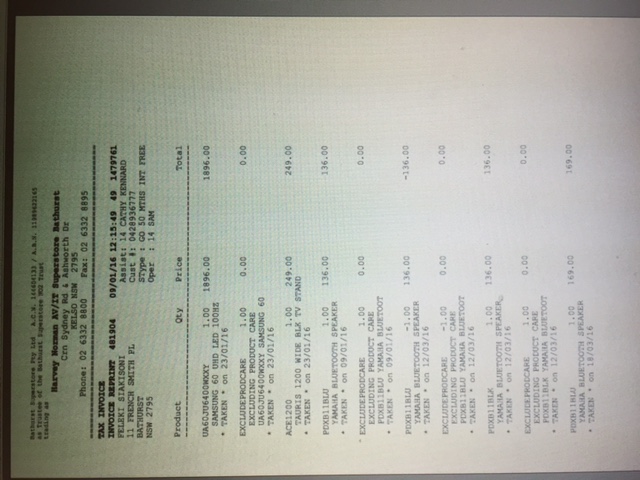 Bathurst Superstore Pty Ltd A.C.N. 164604133 / A.B.N.
as Trustee of the Bathurst Superstore NO2 Trust
trading as
Harvey Norman AV/IT Superstore Bathurst
Crn Sydney Rd & Ashworth Dr
KELSO NSW 2795
Phone: 02 6332 8800 Fax: 02 6332 8895
TAX INVOICE
INVOICE REPRINT 481904 09/01/16 12:15:49 49 1479761
FELEKI SIAKISONI Assist: 14 CATHY KENNARD
11 FRENCH SMITH PL Cust #: 0428936777
BATHURST SType : GO 50 MTHS INT FREE
NSW 2795 Oper : 14 SAM
Product Qty Price Total
UA60JU6400WXXY 1.00 1896.00 1896.00
SAMSUNG 60 UHD LED 100HZ
* TAKEN * on 23/01/16
EXCLUDEPRODCARE 1.00 0.00 0.00
EXCLUDING PRODUCT CARE
UA60JU6400WXXY SAMSUNG 60
* TAKEN * on 23/01/16
ACE1200 1.00 249.00 249.00
TAURIS 1200 WIDE BLK TV STAND
* TAKEN * on 23/01/16
PDXB11BLU 1.00 136.00 136.00
YAMAHA BLUETOOTH SPEAKER
* TAKEN * on 09/01/16
EXCLUDEPRODCARE 1.00 0.00 0.00
EXCLUDING PRODUCT CARE
PDXB11BLU YAMAHA BLUETOOT
* TAKEN * on 09/01/16
PDXB11BLU -1.00 136.00 -136.00
YAMAHA BLUETOOTH SPEAKER
* TAKEN * on 12/03/16
EXCLUDEPRODCARE -1.00 0.00 0.00
EXCLUDING PRODUCT CARE
PDXB11BLU YAMAHA BLUETOOT
* TAKEN * on 12/03/16
PDXB11BLK 1.00 136.00 136.00
YAMAHA BLUETOOTH SPEAKER
* TAKEN * on 12/03/16
EXCLUDEPRODCARE 1.00 0.00 0.00
EXCLUDING PRODUCT CARE
PDXB11BLK YAMAHA BLUETOOT
* TAKEN * on 12/03/16
PDXB11BLU 1.00 169.00 169.00
YAMAHA BLUETOOTH SPEAKER
* TAKEN * on 18/03/16